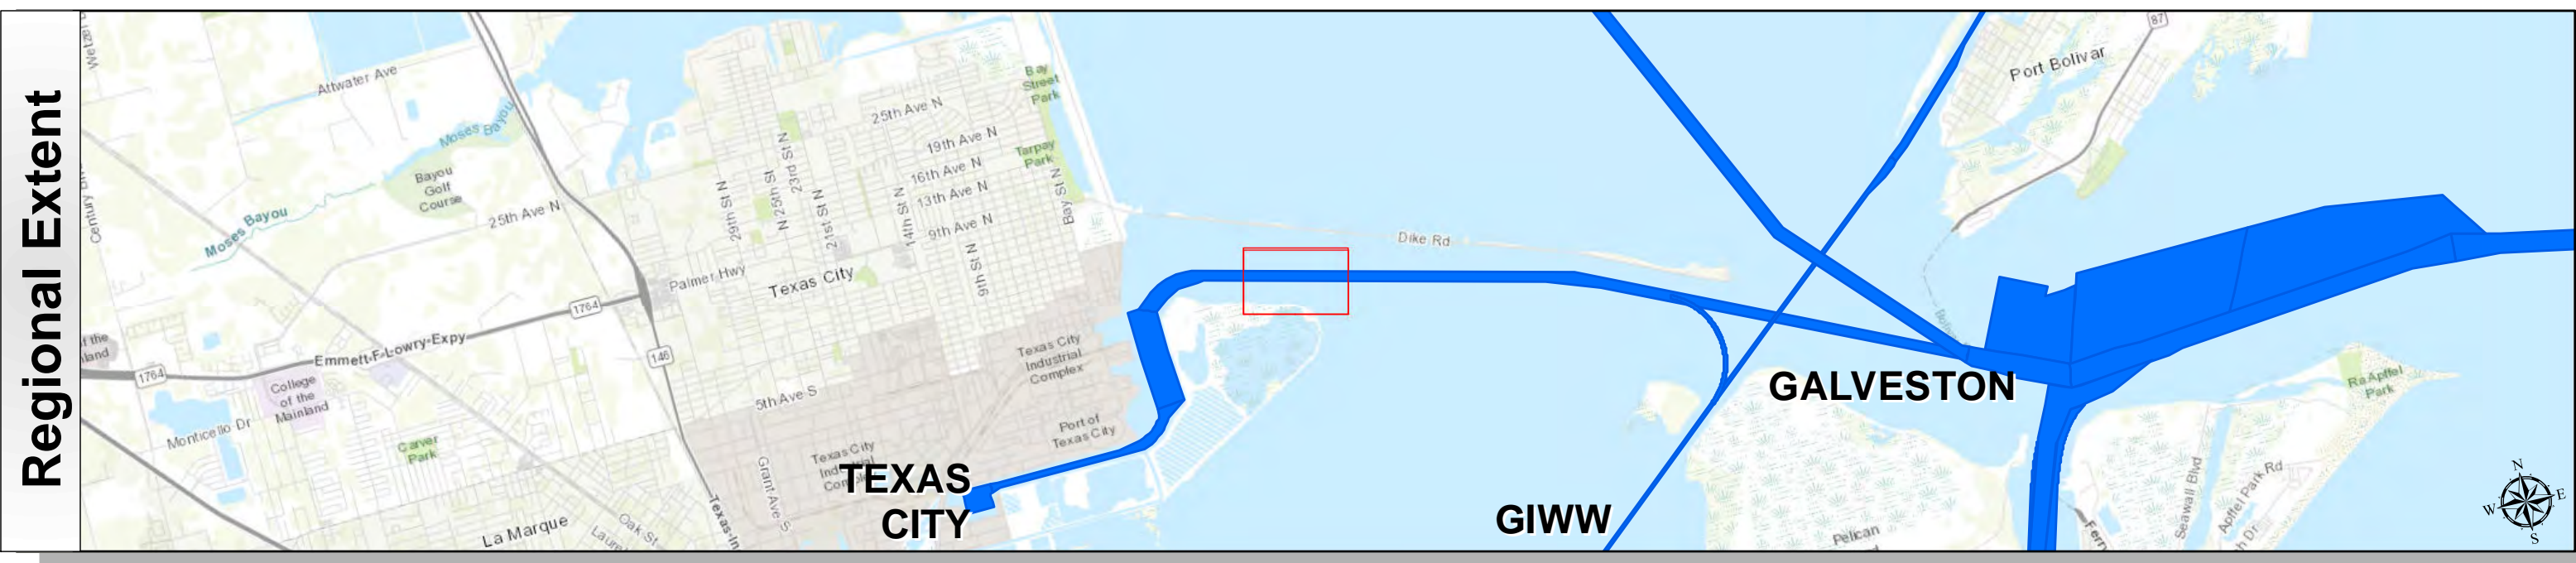 Regional Extent
Attwater Ave
Moses Bayou
Bayou
Golf
Course
Moses Bayou
25th Ave N
Palmer Hwy
1764
Emmett-F-Lowry-Expy
1764
College
of the
Mainland
Monticello Dr
Carver
Park
La Marque
Oak St
146
5th Ave S
Grant Ave S
29th St N
N 25th St
23rd St N
21st St N
14th St N
9th St N
Bay St N
25th Ave N
19th Ave N
16th Ave N
13th Ave N
9th Ave N
Bay
Street
Park
Tarpay
Park
Texas City
Texas City
Industrial
Complex
Port of
Texas City
Texas City
TEXAS
CITY
Dike Rd
GIWW
GALVESTON
Port Bolivar
87
Pelican
Seawall Blvd
Apffel Park Rd
Ra Apffel
Park
Ferry
N
E
S
W